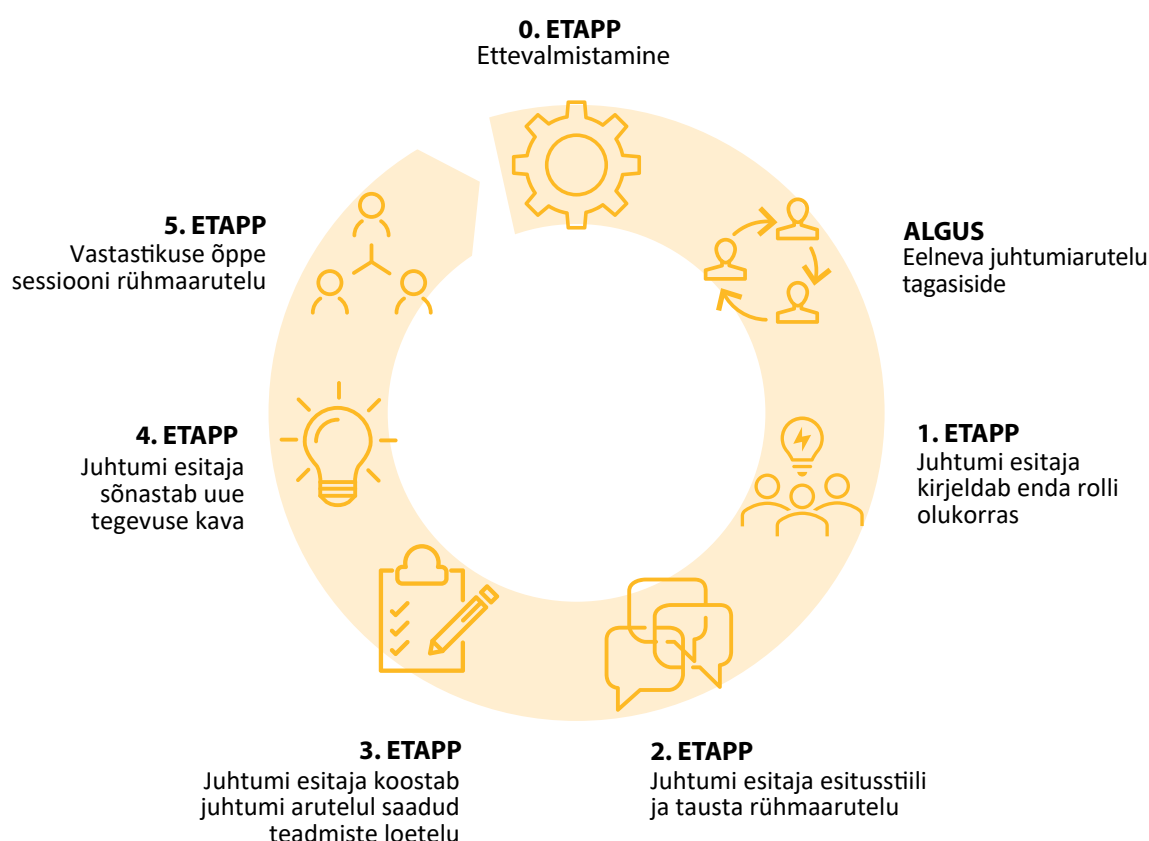 0. ETAPP
Ettevalmistamine
ALGUS
Eelneva juhtumiarutelu
tagasiside
1. ETAPP
Juhtumi esitaja
kirjeldab enda rolli
olukorras
2. ETAPP
Juhtumi esitaja esitusstiili
ja tausta rühmaarutelu
3. ETAPP
Juhtumi esitaja koostab
juhtumi arutelul saadud
teadmiste loetelu
4. ETAPP
Juhtumi esitaja
sõnastab uue
tegevuse kava
5. ETAPP
Vastastikuse õppe
sessiooni rühmaarutelu